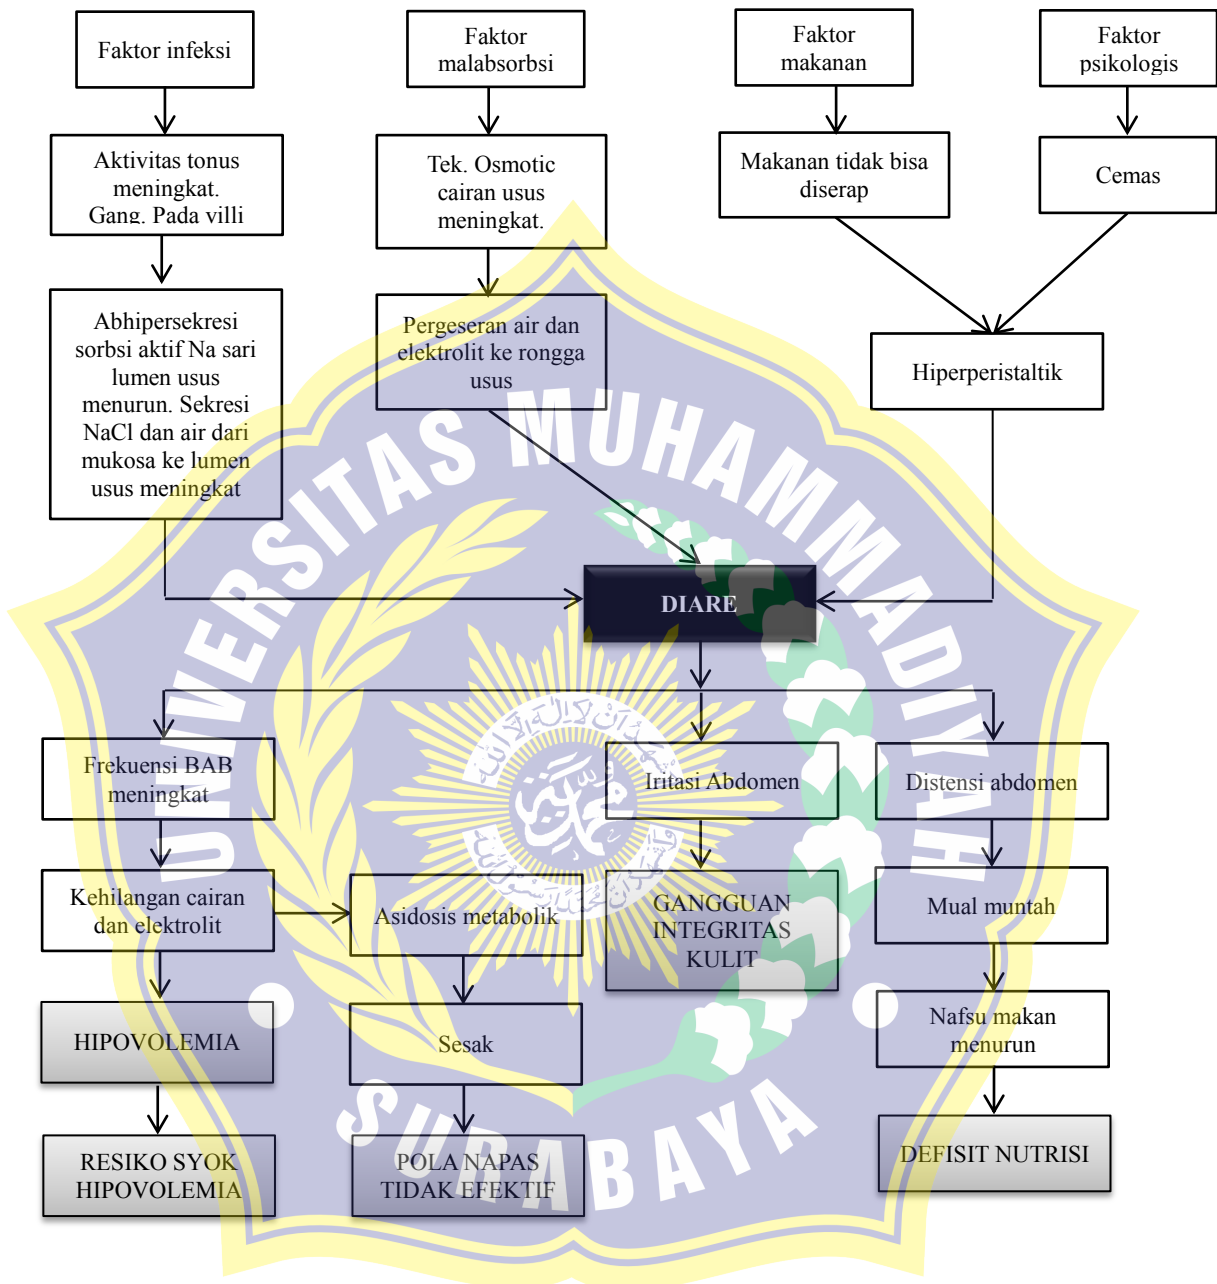 Faktor infeksi
Faktor
malabsorbsi
Faktor
makanan
Faktor
psikologis
Aktivitas tonus
meningkat.
Gang. Pada villi
Tek. Osmotic
cairan usus
meningkat.
Makanan tidak bisa
diserap
Cemas
Abhipersekresi
sorbsi aktif Na sari
lumen usus
menurun. Sekresi
NaCl dan air dari
mukosa ke lumen
usus meningkat
Pergeseran air dan
elektrolit ke rongga
usus
Hiperperistaltik
DIARE
Frekuensi BAB
meningkat
Iritasi Abdomen
Distensi abdomen
Kehilangan cairan
dan elektrolit
Asidosis metabolik
GANGGUAN
INTEGRITAS
KULIT
Mual muntah
HIPOVOLEMIA
Sesak
Nafsu makan
menurun
RESIKO SYOK
HIPOVOLEMIA
POLA NAPAS
TIDAK EFEKTIF
DEFISIT NUTRISI
UNIVERSITAS MUHAMMADIYAH
SURABAYA